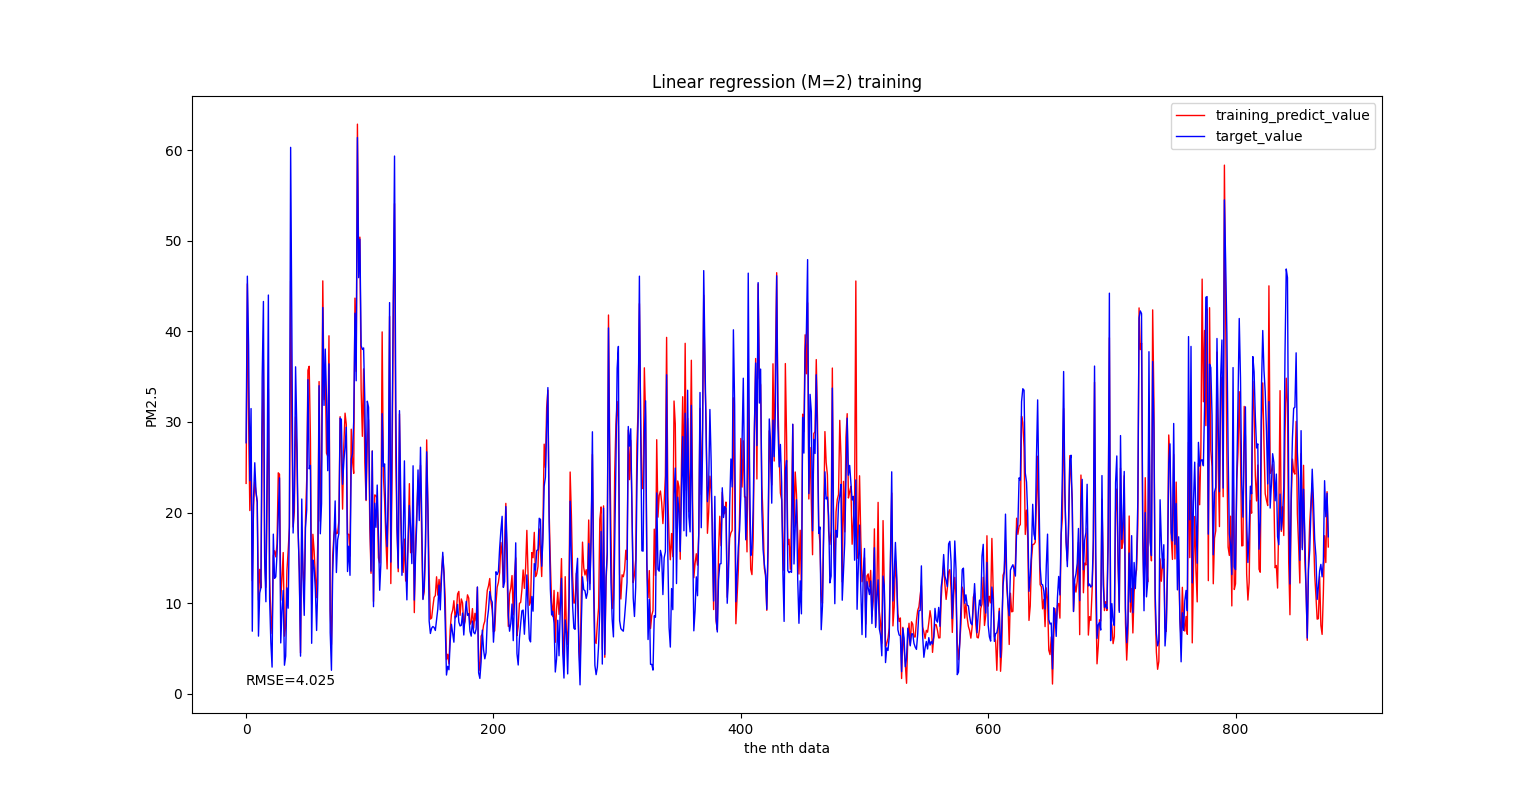 Linear regression (M=2) training
training_predict_value
target_value
PM2.5
60
50
40
30
20
10
0
RMSE=4.025
0
200
400
600
800
the nth data